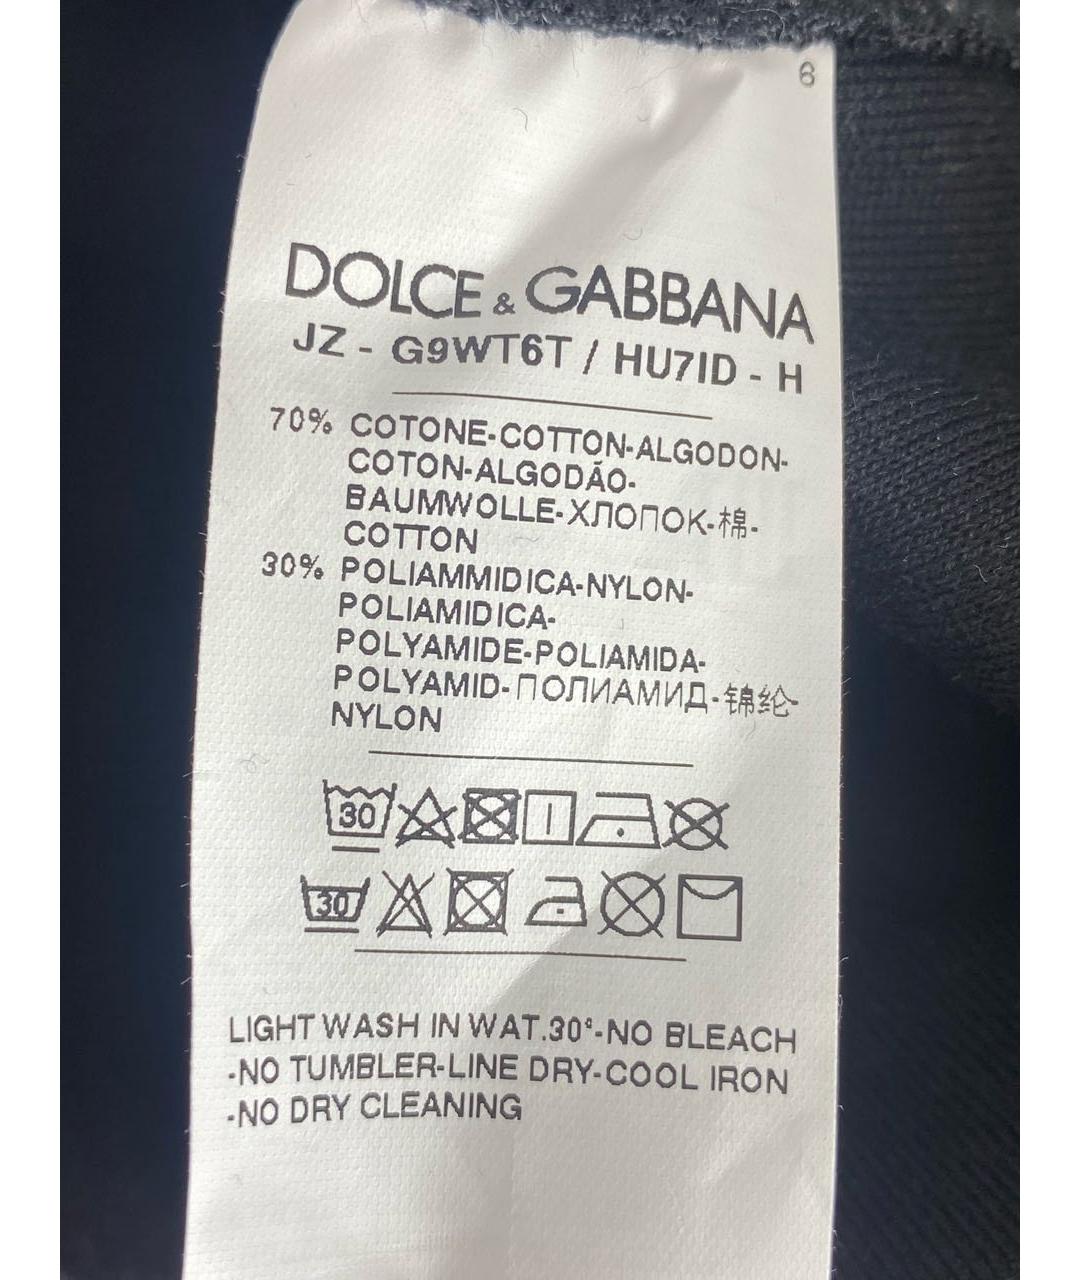 6
DOLCE & GABBANA
JZ - G9WT6T / HU7ID - H
70% COTONE-COTTON-ALGODON-
COTON-ALGODÃO-
BAUMWOLLE-ХЛОПОК-棉-
COTTON
30% POLIAMMIDICA-NYLON-
POLIAMIDICA-
POLYAMIDE-POLIAMIDA-
POLYAMID-ПОЛИАМИД-锦纶-
NYLON
30
30
LIGHT WASH IN WAT.30°-NO BLEACH
-NO TUMBLER-LINE DRY-COOL IRON
-NO DRY CLEANING